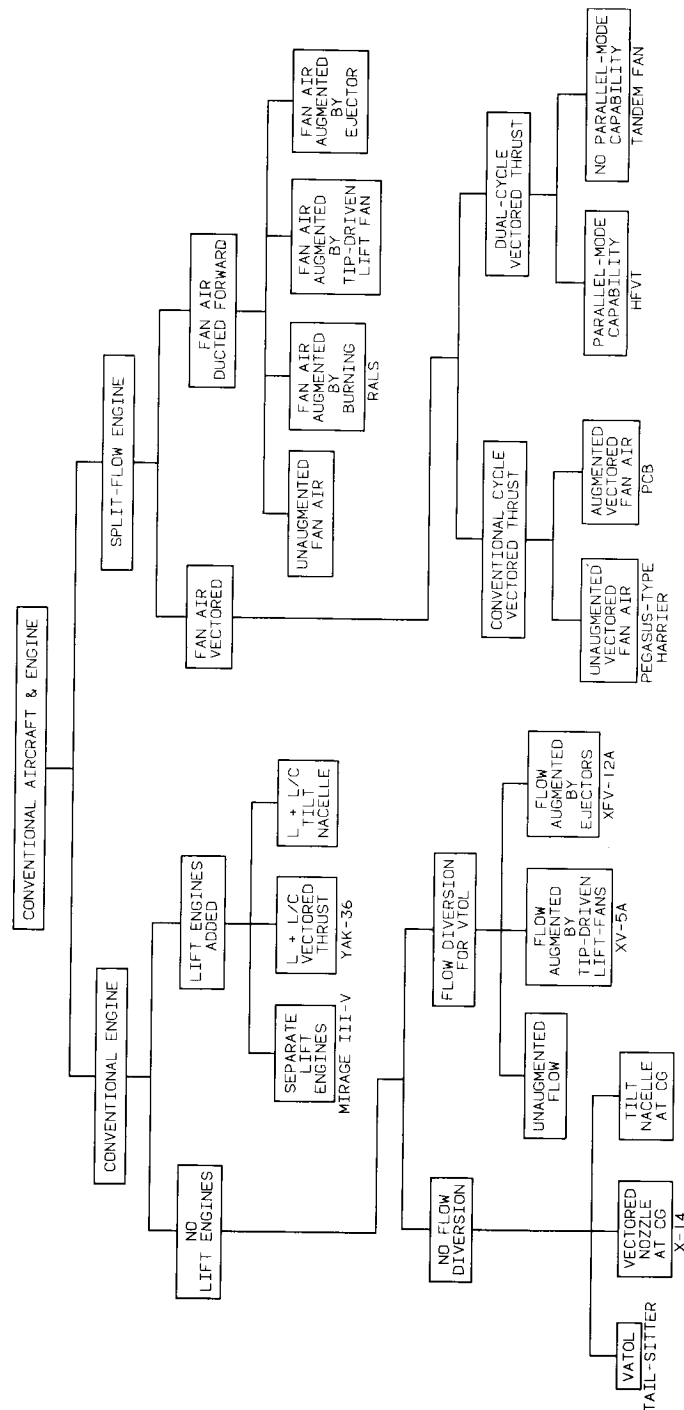 CONVENTIONAL AIRCRAFT & ENGINE
CONVENTIONAL ENGINE
SPLIT-FLOW ENGINE
NO
LIFT ENGINES
LIFT ENGINES
ADDED
FAN AIR
VECTORED
FAN AIR
DUCTED FORWARD
SEPARATE
LIFT
ENGINES
MIRAGE III-V
L + L/C
VECTORED
THRUST
YAK-36
L + L/C
TILT
NACELLE
UNAUGMENTED
FAN AIR
FAN AIR
AUGMENTED
BY
BURNING
RALS
FAN AIR
AUGMENTED
BY
TIP-DRIVEN
LIFT FAN
FAN AIR
AUGMENTED
BY
EJECTOR
NO FLOW
DIVERSION
FLOW DIVERSION
FOR VTOL
CONVENTIONAL CYCLE
VECTORED THRUST
DUAL-CYCLE
VECTORED THRUST
UNAUGMENTED
FLOW
FLOW
AUGMENTED
BY
TIP-DRIVEN
LIFT-FANS
XV-5A
FLOW
AUGMENTED
BY
EJECTORS
XFV-12A
UNAUGMENTED
VECTORED
FAN AIR
PEGASUS-TYPE
HARRIER
AUGMENTED
VECTORED
FAN AIR
PCB
PARALLEL-MODE
CAPABILITY
HFVT
NO PARALLEL-MODE
CAPABILITY
TANDEM FAN
VATOL
TAIL-SITTER
VECTORED
NOZZLE
AT CG
X-14
TILT
NACELLE
AT CG